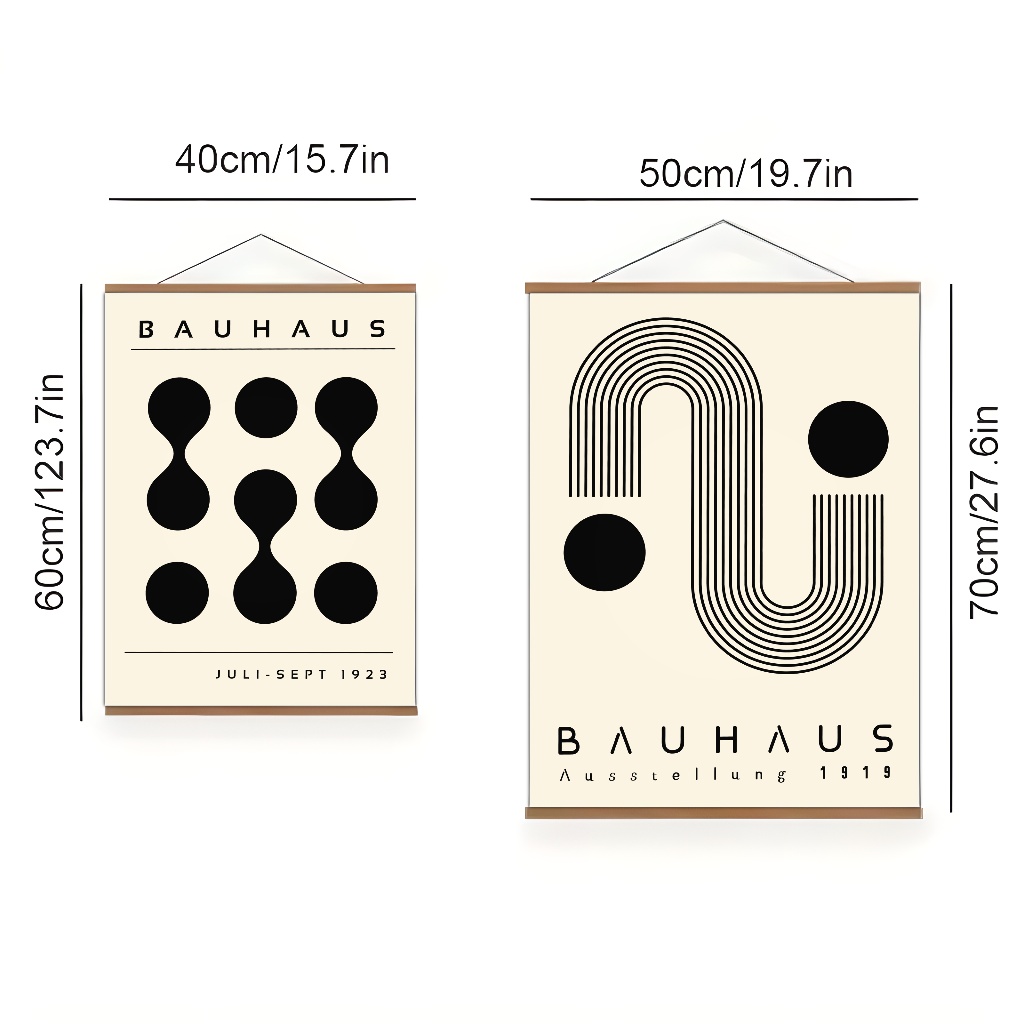 40cm/15.7in
50cm/19.7in
60cm/123.7in
BAUHAUS
JULI-SEPT 1923
70cm/27.6in
BAUHAUS
Ausstellung 1919